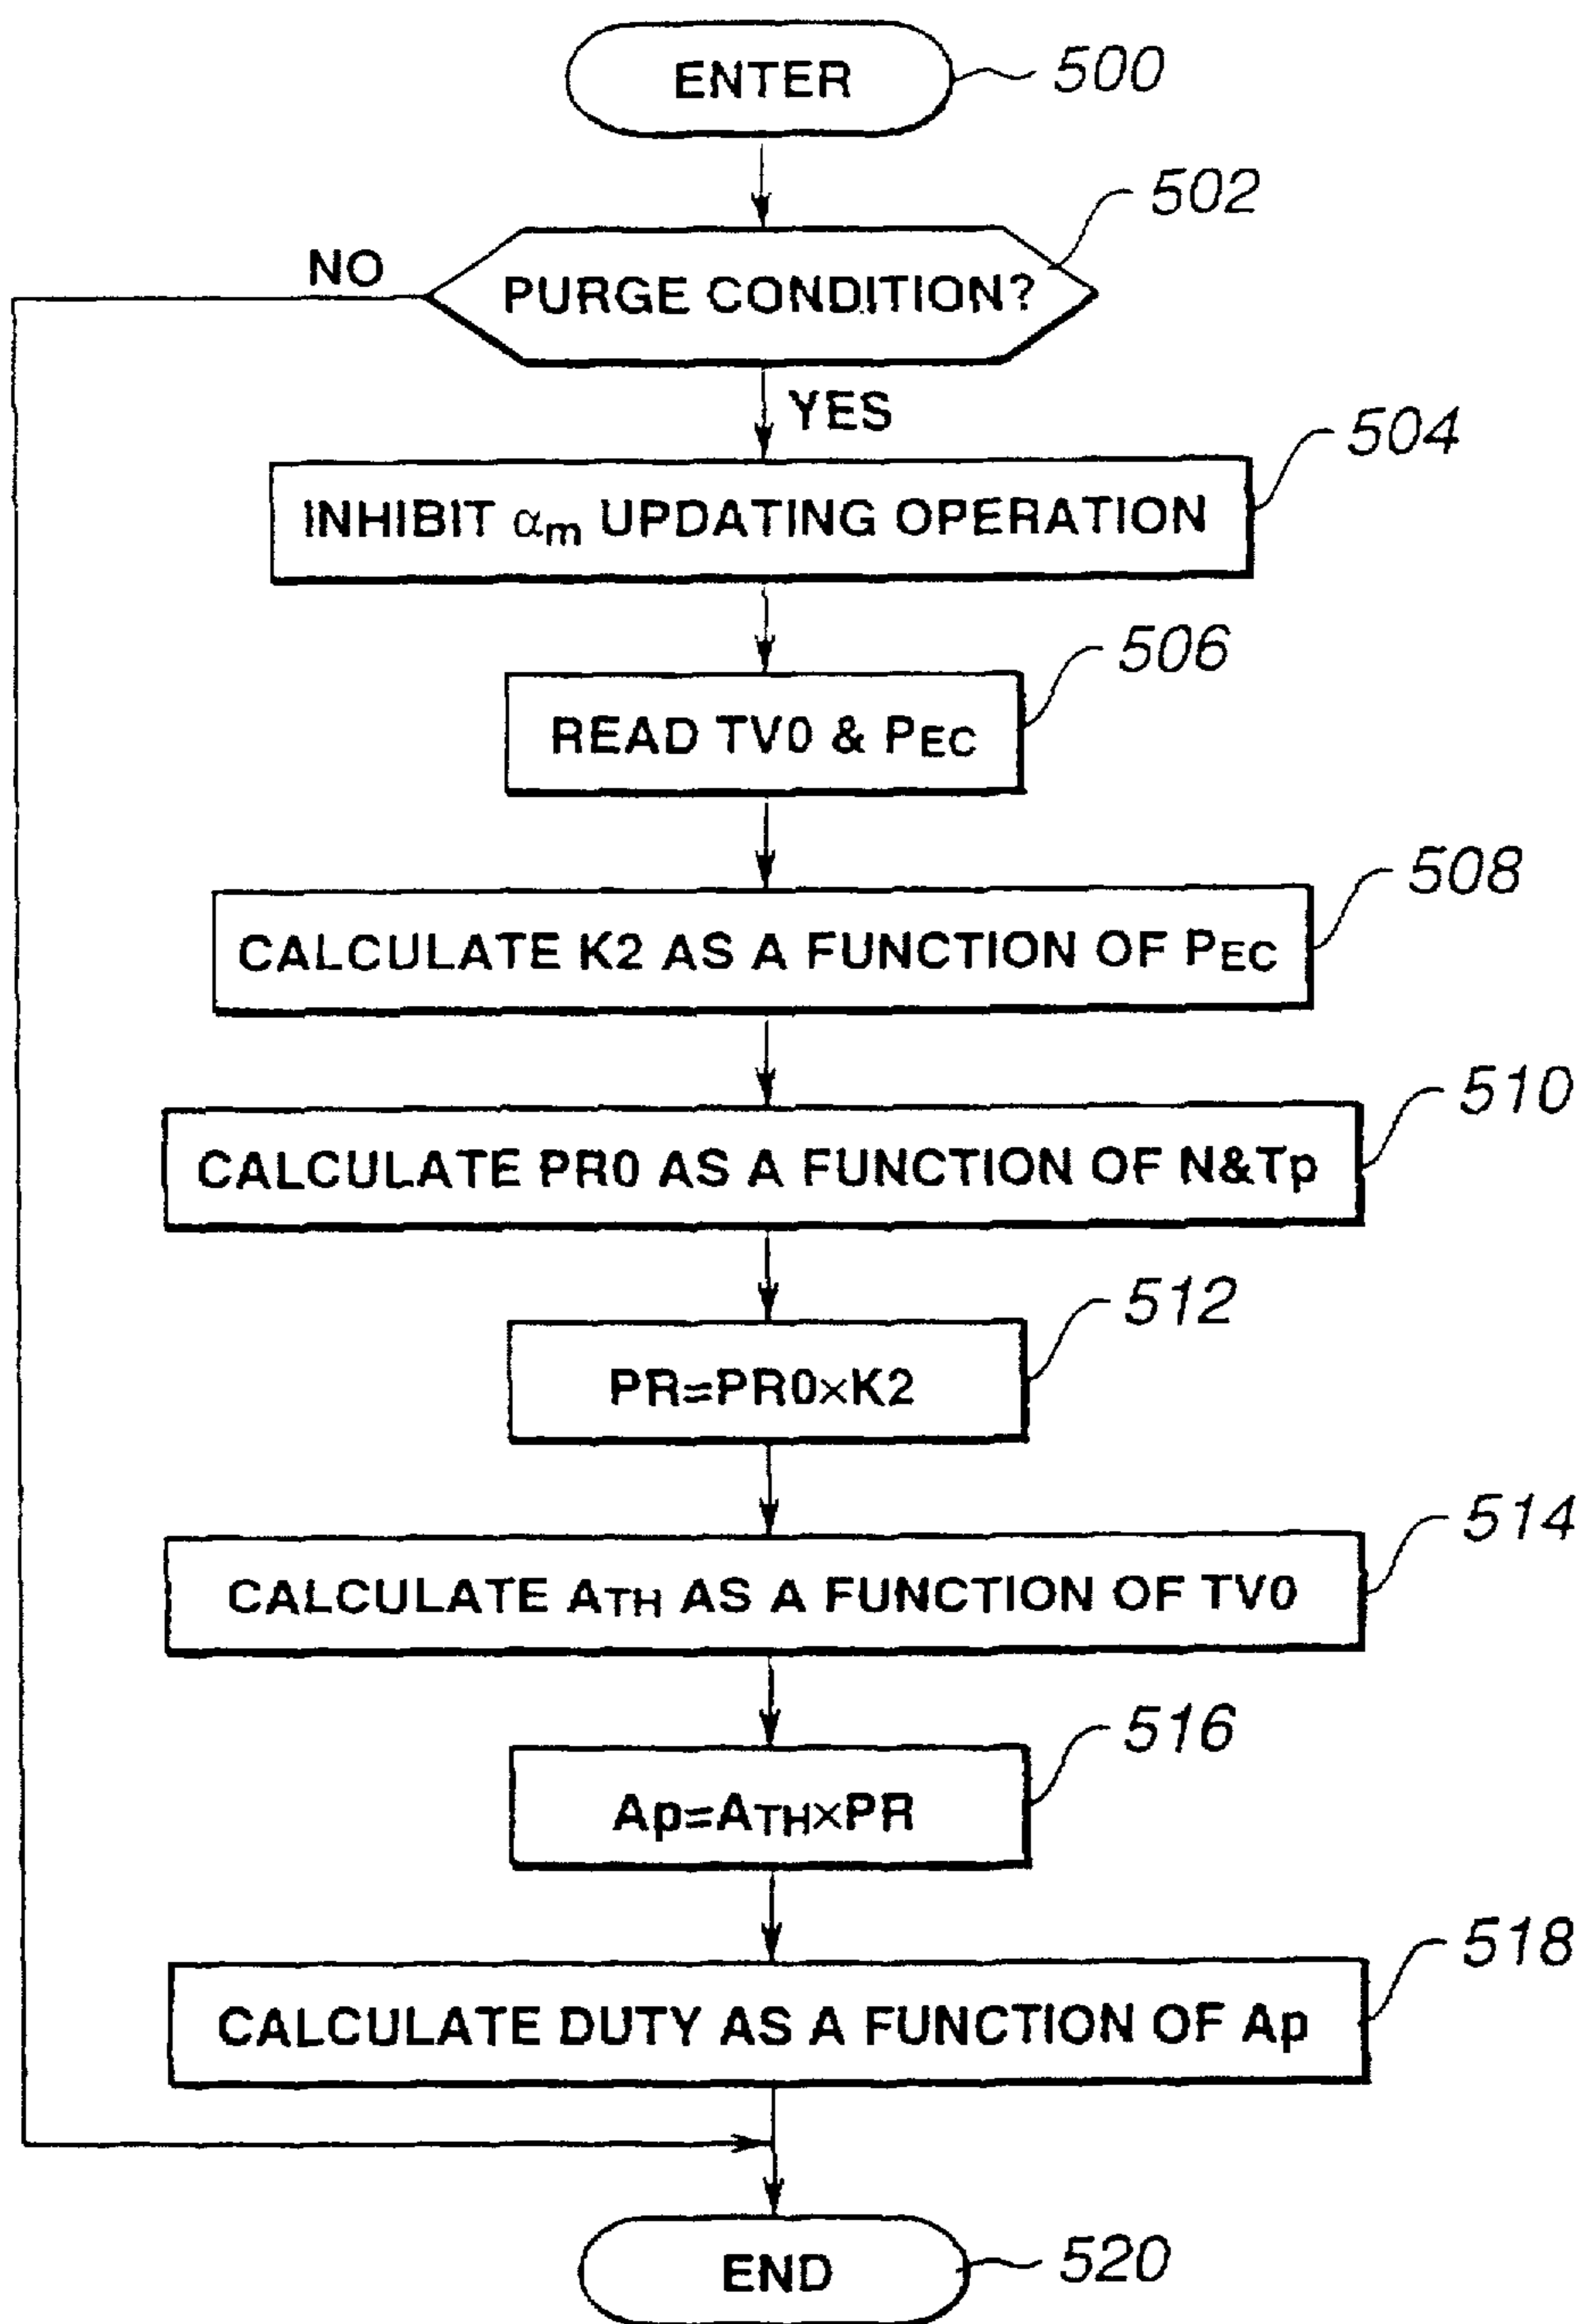 ENTER
500
502
NO
PURGE CONDITION?
YES
504
INHIBIT αm UPDATING OPERATION
506
READ TV0 & PEC
508
CALCULATE K2 AS A FUNCTION OF PEC
510
CALCULATE PR0 AS A FUNCTION OF N&Tp
512
PR=PR0×K2
514
CALCULATE ATH AS A FUNCTION OF TV0
516
Ap=ATH×PR
518
CALCULATE DUTY AS A FUNCTION OF Ap
END
520